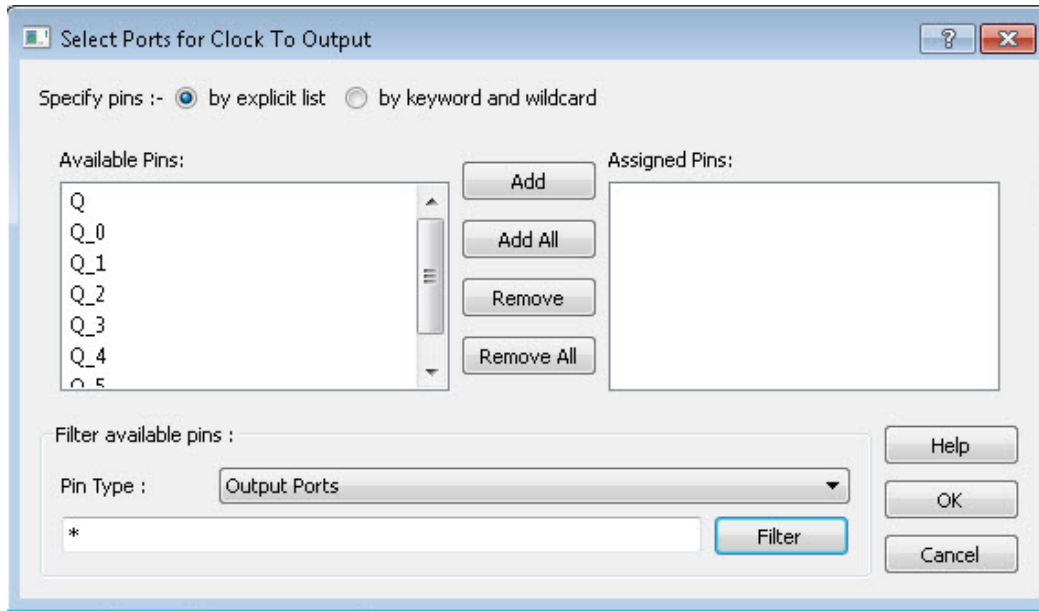 Select Ports for Clock To Output
Specify pins :- by explicit list by keyword and wildcard
Available Pins:
Q
Q_0
Q_1
Q_2
Q_3
Q_4
Q_5
Add
Add All
Remove
Remove All
Assigned Pins:
Filter available pins :
Pin Type : Output Ports
*
Filter
Help
OK
Cancel